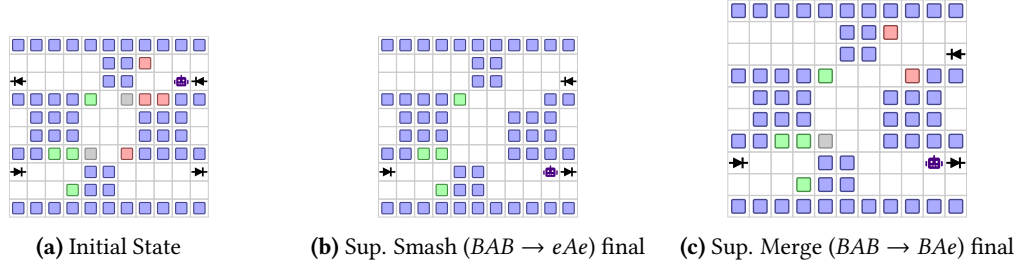 (a) Initial State
(b) Sup. Smash (BAB → eAe) final
(c) Sup. Merge (BAB → BAe) final